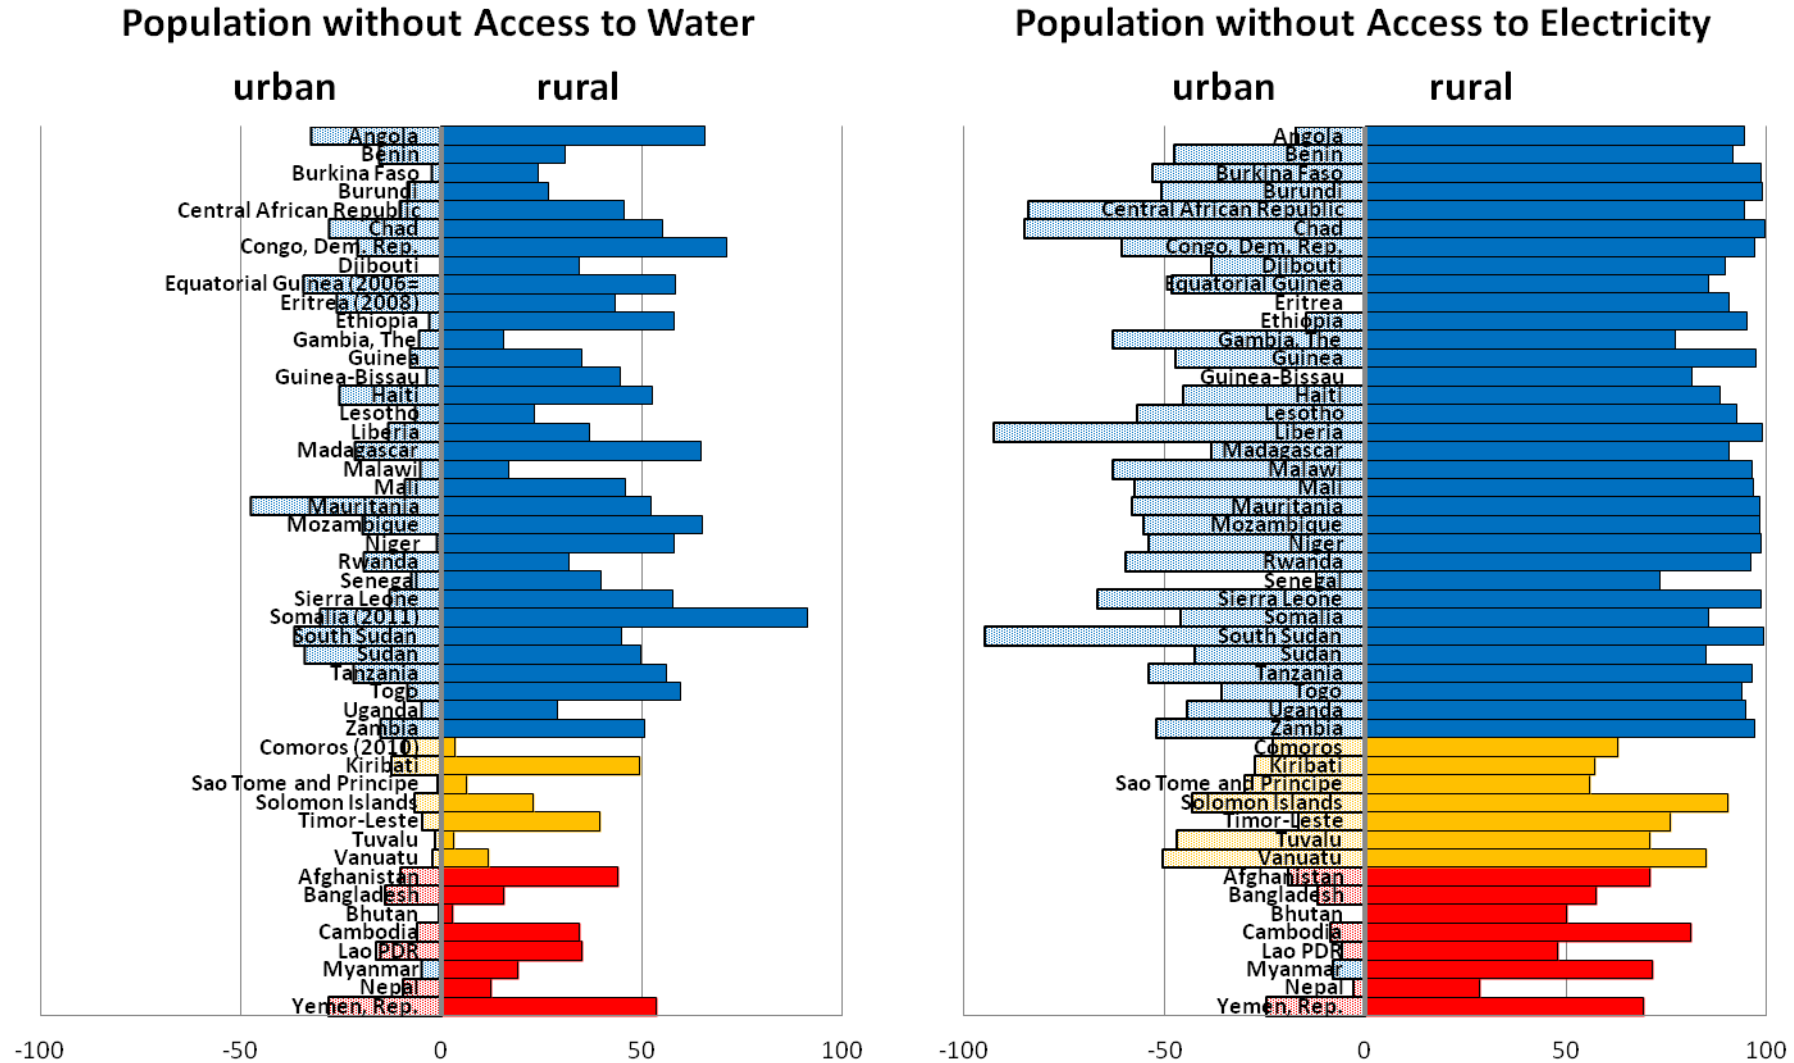 Population without Access to Water
urban
rural
Angola
Benin
Burkina Faso
Burundi
Central African Republic
Chad
Congo, Dem. Rep.
Djibouti
Equatorial Guinea (2006=
Eritrea (2008)
Ethiopia
Gambia, The
Guinea
Guinea-Bissau
Haiti
Lesotho
Liberia
Madagascar
Malawi
Mali
Mauritania
Mozambique
Niger
Rwanda
Senegal
Sierra Leone
Somalia (2011)
South Sudan
Sudan
Tanzania
Togo
Uganda
Zambia
Comoros (2010)
Kiribati
Sao Tome and Principe
Solomon Islands
Timor-Leste
Tuvalu
Vanuatu
Afghanistan
Bangladesh
Bhutan
Cambodia
Lao PDR
Myanmar
Nepal
Yemen, Rep.
-100 -50 0 50 100
Population without Access to Electricity
urban
rural
Angola
Benin
Burkina Faso
Burundi
Central African Republic
Chad
Congo, Dem. Rep.
Djibouti
Equatorial Guinea
Eritrea
Ethiopia
Gambia, The
Guinea
Guinea-Bissau
Haiti
Lesotho
Liberia
Madagascar
Malawi
Mali
Mauritania
Mozambique
Niger
Rwanda
Senegal
Sierra Leone
Somalia
South Sudan
Sudan
Tanzania
Togo
Uganda
Zambia
Comoros
Kiribati
Sao Tome and Principe
Solomon Islands
Timor-Leste
Tuvalu
Vanuatu
Afghanistan
Bangladesh
Bhutan
Cambodia
Lao PDR
Myanmar
Nepal
Yemen, Rep.
-100 -50 0 50 100